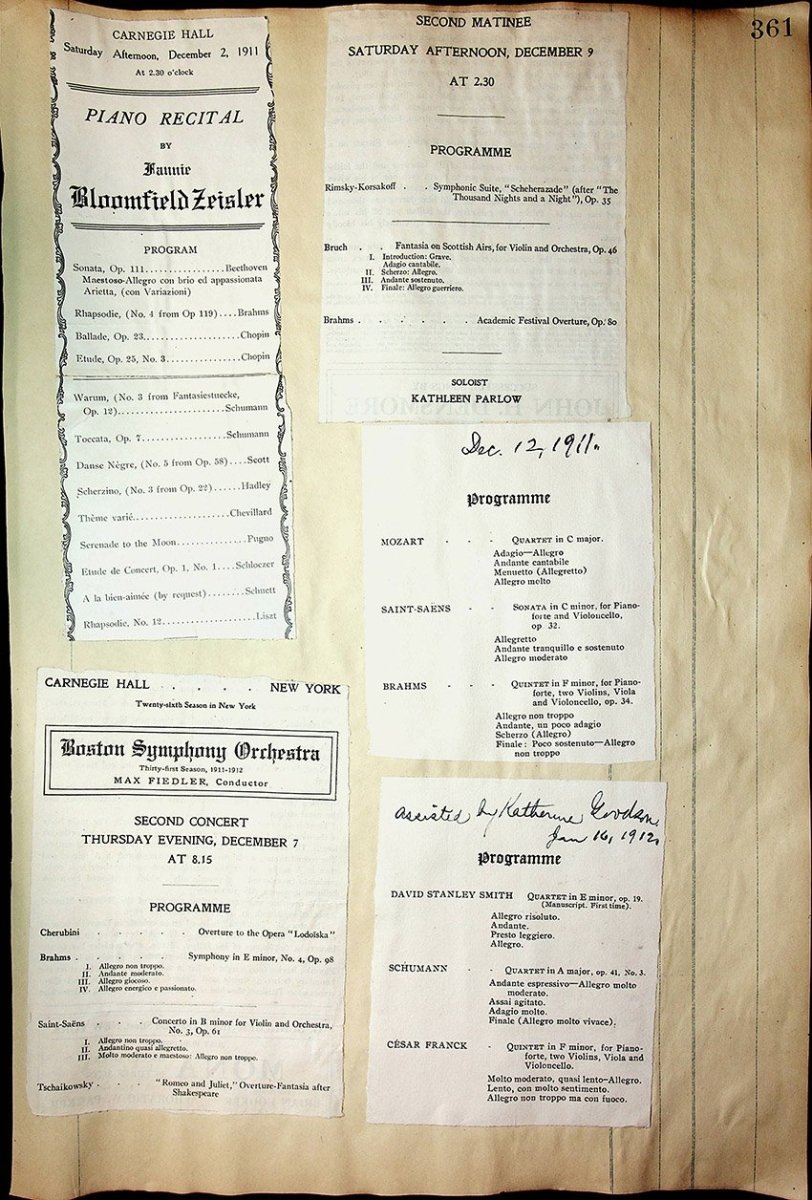 361
CARNEGIE HALL
Saturday Afternoon, December 2, 1911
At 2.30 o'clock
PIANO RECITAL
BY
Fannie
Bloomfield Zeisler
PROGRAM
Sonata, Op. 111................Beethoven
Maestoso-Allegro con brio ed appassionata
Arietta, (con Variazioni)
Rhapsodie, (No. 4 from Op 119)....Brahms
Ballade, Op. 23...................Chopin
Etude, Op. 25, No. 3...............Chopin
Warum, (No. 3 from Fantasiestuecke,
Op. 12)......................Schumann
Toccata, Op. 7.................Schumann
Danse Nègre, (No. 5 from Op. 58)....Scott
Scherzino, (No. 3 from Op. 22)......Hadley
Thème varié...................Chevillard
Serenade to the Moon...............Pugno
Etude de Concert, Op. 1, No. 1....Schloezer
A la bien-aimée (by request)........Schuett
Rhapsodie, No. 12..................Liszt
CARNEGIE HALL . . . . NEW YORK
Twenty-sixth Season in New York
Boston Symphony Orchestra
Thirty-first Season, 1911-1912
MAX FIEDLER, Conductor
SECOND CONCERT
THURSDAY EVENING, DECEMBER 7
AT 8.15
PROGRAMME
Cherubini . . . . . . Overture to the Opera "Lodoïska"
Brahms . . . . . . Symphony in E minor, No. 4, Op. 98
I. Allegro non troppo.
II. Andante moderato.
III. Allegro giocoso.
IV. Allegro energico e passionato.
Saint-Saëns . . . Concerto in B minor for Violin and Orchestra,
No. 3, Op. 61
I. Allegro non troppo.
II. Andantino quasi allegretto.
III. Molto moderato e maestoso: Allegro non troppo.
Tschaikowsky . . . . "Romeo and Juliet," Overture-Fantasia after
Shakespeare
SECOND MATINEE
SATURDAY AFTERNOON, DECEMBER 9
AT 2.30
PROGRAMME
Rimsky-Korsakoff . . Symphonic Suite, "Scheherazade" (after "The
Thousand Nights and a Night"), Op. 35
Bruch . . Fantasia on Scottish Airs, for Violin and Orchestra, Op. 46
I. Introduction: Grave.
Adagio cantabile.
II. Scherzo: Allegro.
III. Andante sostenuto.
IV. Finale: Allegro guerriero.
Brahms . . . . . . Academic Festival Overture, Op. 80
SOLOIST
KATHLEEN PARLOW
Dec. 12, 1911.
Programme
MOZART - - - QUARTET in C major.
Adagio—Allegro
Andante cantabile
Menuetto (Allegretto)
Allegro molto
SAINT-SAENS - - SONATA in C minor, for Piano-
forte and Violoncello,
op 32.
Allegretto
Andante tranquillo e sostenuto
Allegro moderato
BRAHMS - - - QUINTET in F minor, for Piano-
forte, two Violins, Viola
and Violoncello, op. 34.
Allegro non troppo
Andante, un poco adagio
Scherzo (Allegro)
Finale: Poco sostenuto—Allegro
non troppo
assisted by Katherine Goodson
Jan 16, 1912.
Programme
DAVID STANLEY SMITH QUARTET in E minor, op. 19.
(Manuscript. First time).
Allegro risoluto.
Andante.
Presto leggiero.
Allegro.
SCHUMANN - - QUARTET in A major, op. 41, No. 3.
Andante espressivo—Allegro molto
moderato.
Assai agitato.
Adagio molto.
Finale (Allegro molto vivace).
CÉSAR FRANCK - QUINTET in F minor, for Piano-
forte, two Violins, Viola and
Violoncello.
Molto moderato, quasi lento—Allegro.
Lento, con molto sentimento.
Allegro non troppo ma con fuoco.